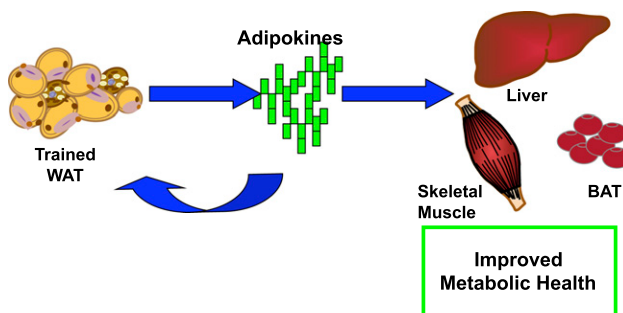 Adipokines
Trained
WAT
Liver
Skeletal
Muscle
BAT
Improved
Metabolic Health